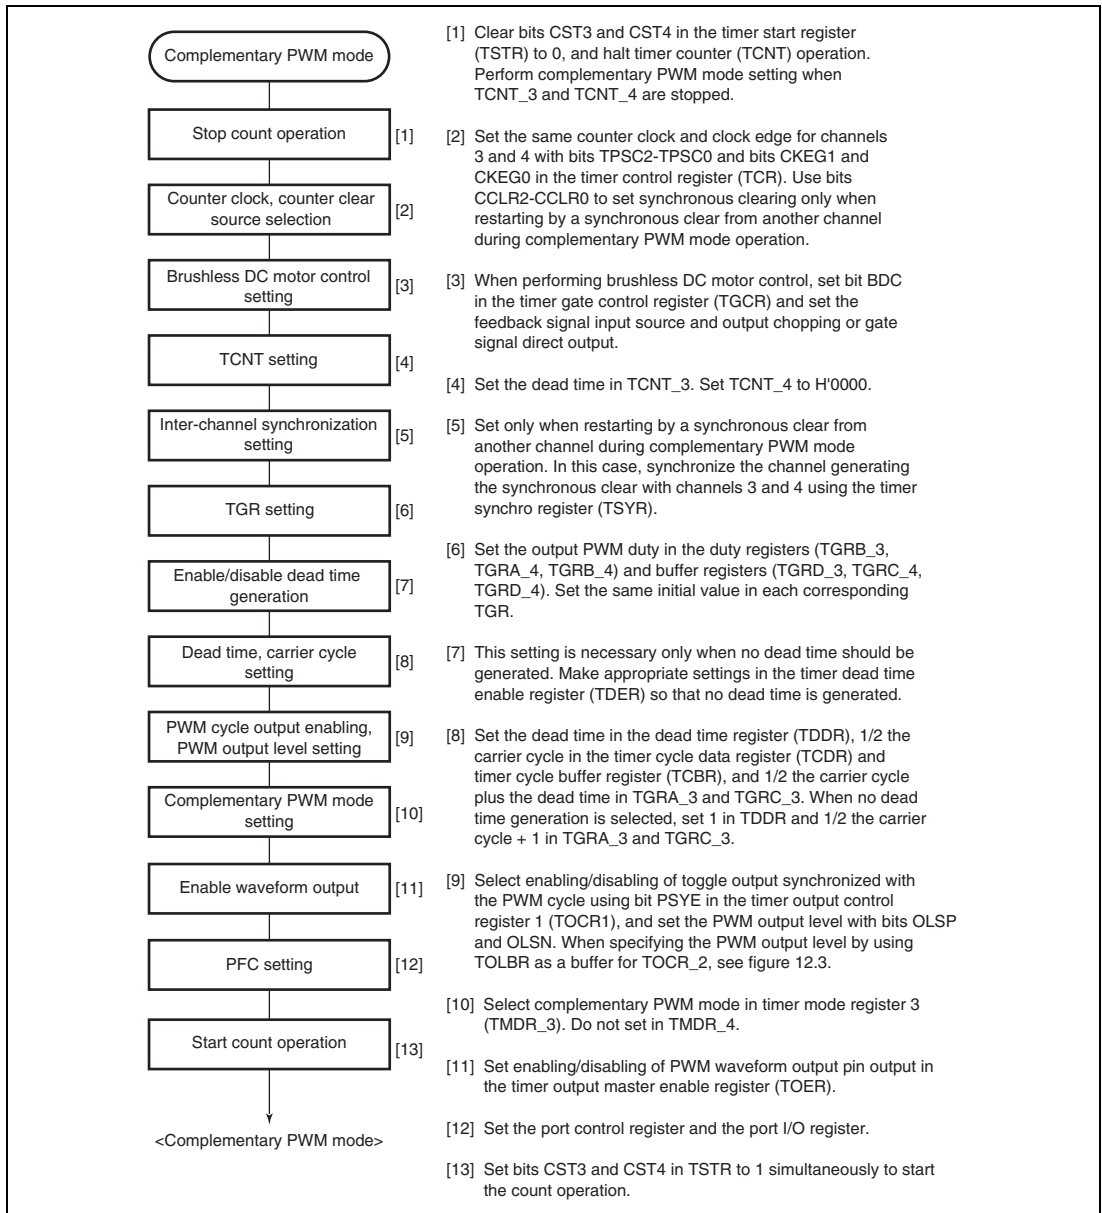 Complementary PWM mode
Stop count operation
[1]
Counter clock, counter clear
source selection
[2]
Brushless DC motor control
setting
[3]
TCNT setting
[4]
Inter-channel synchronization
setting
[5]
TGR setting
[6]
Enable/disable dead time
generation
[7]
Dead time, carrier cycle
setting
[8]
PWM cycle output enabling,
PWM output level setting
[9]
Complementary PWM mode
setting
[10]
Enable waveform output
[11]
PFC setting
[12]
Start count operation
[13]
<Complementary PWM mode>
[1] Clear bits CST3 and CST4 in the timer start register
(TSTR) to 0, and halt timer counter (TCNT) operation.
Perform complementary PWM mode setting when
TCNT_3 and TCNT_4 are stopped.
[2] Set the same counter clock and clock edge for channels
3 and 4 with bits TPSC2-TPSC0 and bits CKEG1 and
CKEG0 in the timer control register (TCR). Use bits
CCLR2-CCLR0 to set synchronous clearing only when
restarting by a synchronous clear from another channel
during complementary PWM mode operation.
[3] When performing brushless DC motor control, set bit BDC
in the timer gate control register (TGCR) and set the
feedback signal input source and output chopping or gate
signal direct output.
[4] Set the dead time in TCNT_3. Set TCNT_4 to H'0000.
[5] Set only when restarting by a synchronous clear from
another channel during complementary PWM mode
operation. In this case, synchronize the channel generating
the synchronous clear with channels 3 and 4 using the timer
synchro register (TSYR).
[6] Set the output PWM duty in the duty registers (TGRB_3,
TGRA_4, TGRB_4) and buffer registers (TGRD_3, TGRC_4,
TGRD_4). Set the same initial value in each corresponding
TGR.
[7] This setting is necessary only when no dead time should be
generated. Make appropriate settings in the timer dead time
enable register (TDER) so that no dead time is generated.
[8] Set the dead time in the dead time register (TDDR), 1/2 the
carrier cycle in the timer cycle data register (TCDR) and
timer cycle buffer register (TCBR), and 1/2 the carrier cycle
plus the dead time in TGRA_3 and TGRC_3. When no dead
time generation is selected, set 1 in TDDR and 1/2 the carrier
cycle + 1 in TGRA_3 and TGRC_3.
[9] Select enabling/disabling of toggle output synchronized with
the PWM cycle using bit PSYE in the timer output control
register 1 (TOCR1), and set the PWM output level with bits OLSP
and OLSN. When specifying the PWM output level by using
TOLBR as a buffer for TOCR_2, see figure 12.3.
[10] Select complementary PWM mode in timer mode register 3
(TMDR_3). Do not set in TMDR_4.
[11] Set enabling/disabling of PWM waveform output pin output in
the timer output master enable register (TOER).
[12] Set the port control register and the port I/O register.
[13] Set bits CST3 and CST4 in TSTR to 1 simultaneously to start
the count operation.